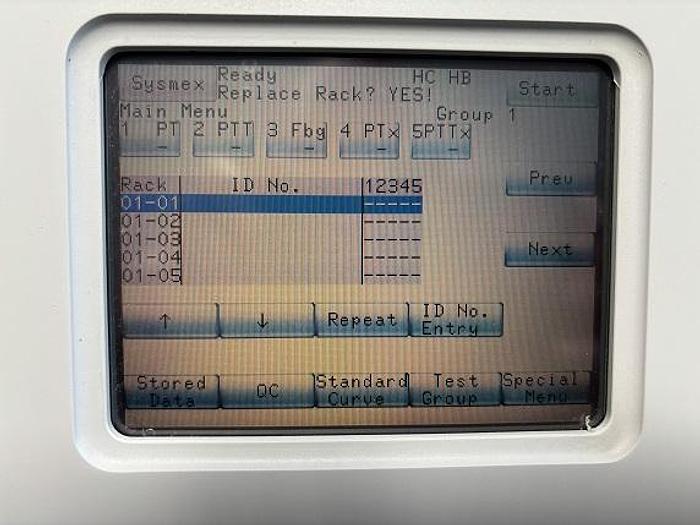 Sysmex Ready HC HB
Replace Rack? YES! Start
Main Menu Group 1
1 PT 2 PTT 3 Fbg 4 PTx 5PTTx
- - - - -
Prev
Rack ID No. 12345
01-01 -----
01-02 -----
01-03 -----
01-04 -----
01-05 -----
Next
↑ ↓ Repeat ID No. Entry
Stored Data QC Standard Curve Test Group Special Menu